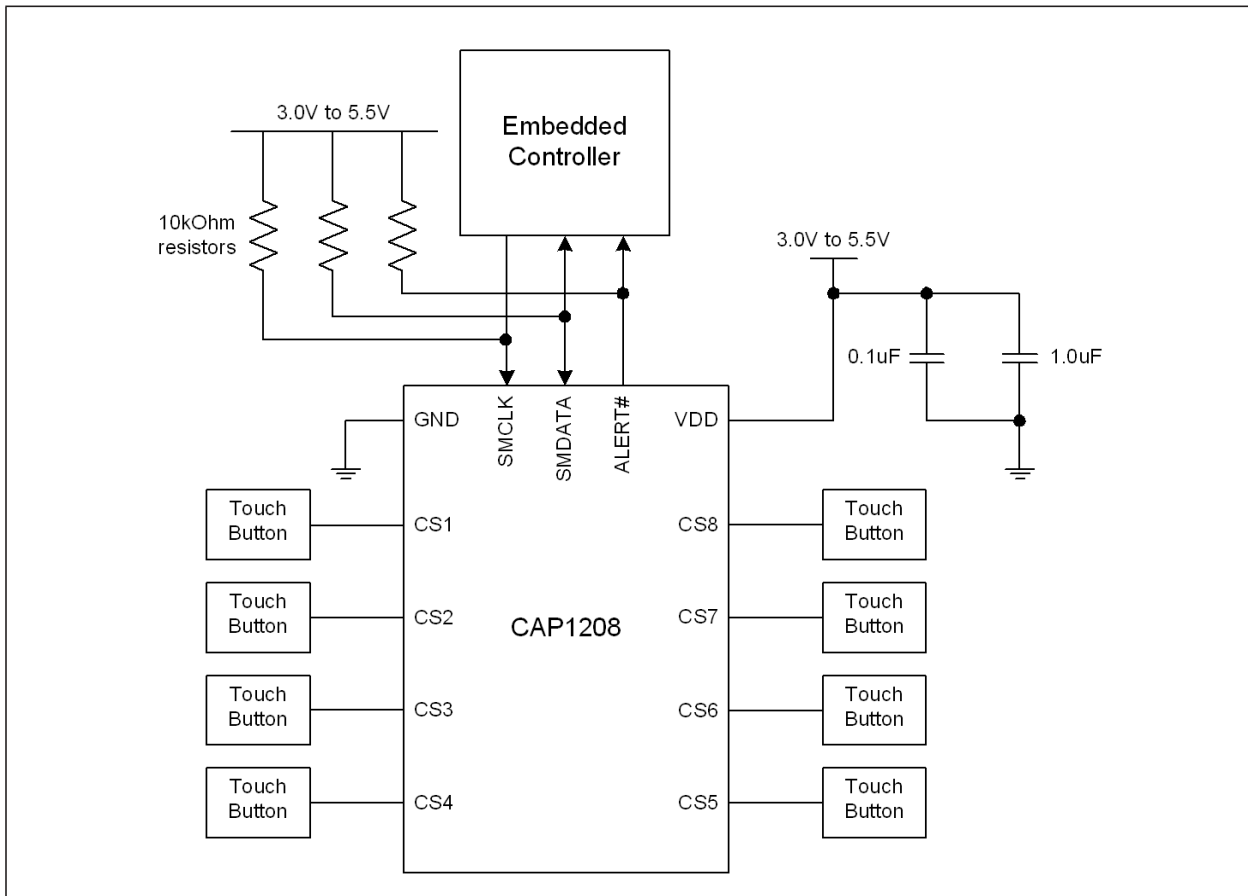 Embedded
Controller
3.0V to 5.5V
10kOhm
resistors
3.0V to 5.5V
0.1uF
1.0uF
GND
SMCLK
SMDATA
ALERT#
VDD
Touch
Button
CS1
CS8
Touch
Button
Touch
Button
CS2
CAP1208
CS7
Touch
Button
Touch
Button
CS3
CS6
Touch
Button
Touch
Button
CS4
CS5
Touch
Button